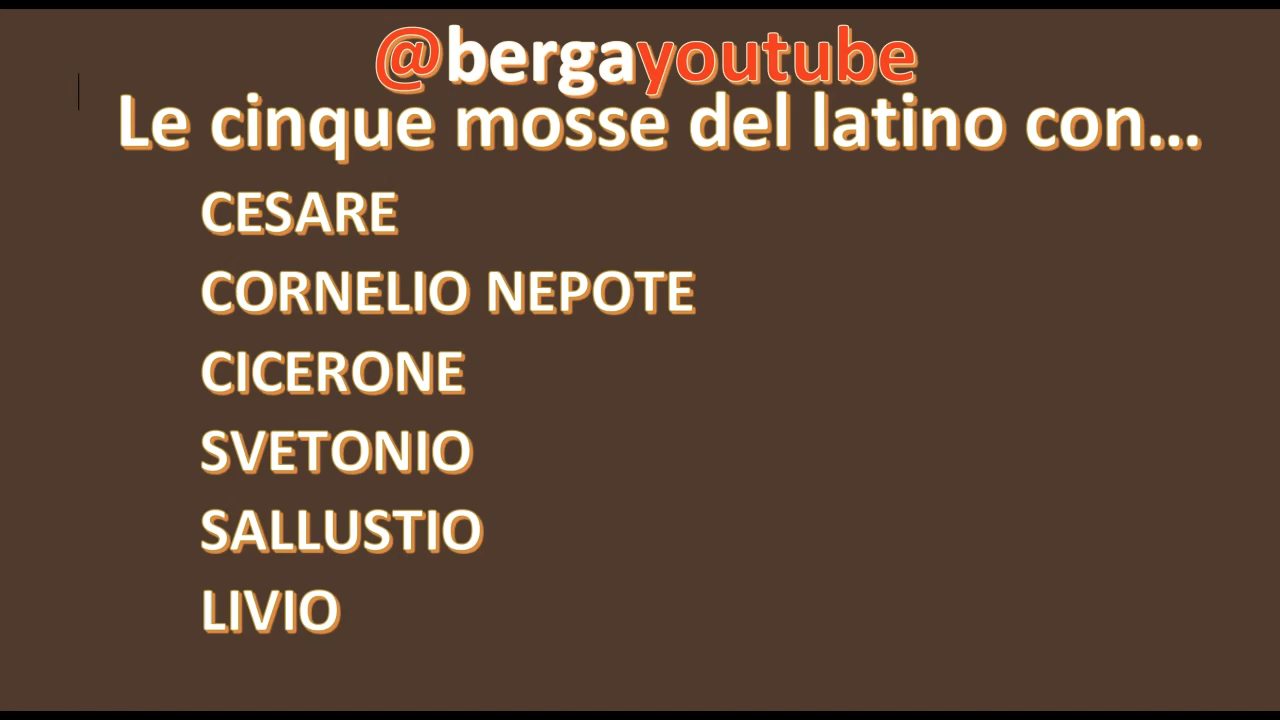 @bergayoutube
Le cinque mosse del latino con...
CESARE
CORNELIO NEPOTE
CICERONE
SVETONIO
SALLUSTIO
LIVIO